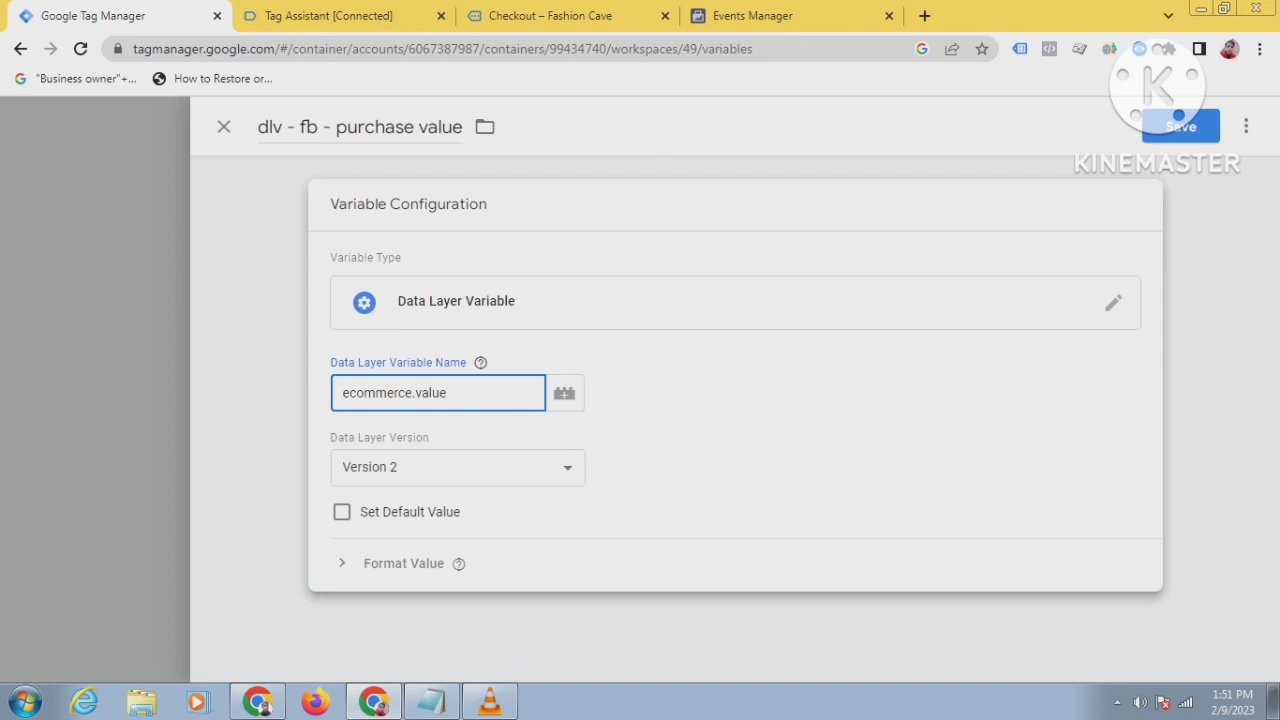 Google Tag Manager
Tag Assistant [Connected]
Checkout – Fashion Cave
Events Manager
tagmanager.google.com/#/container/accounts/6067387987/containers/99434740/workspaces/49/variables
"Business owner"+...
How to Restore or...
dlv - fb - purchase value
Save
K
KINEMASTER
Variable Configuration
Variable Type
Data Layer Variable
Data Layer Variable Name
ecommerce.value
Data Layer Version
Version 2
Set Default Value
Format Value
1:51 PM
2/9/2023